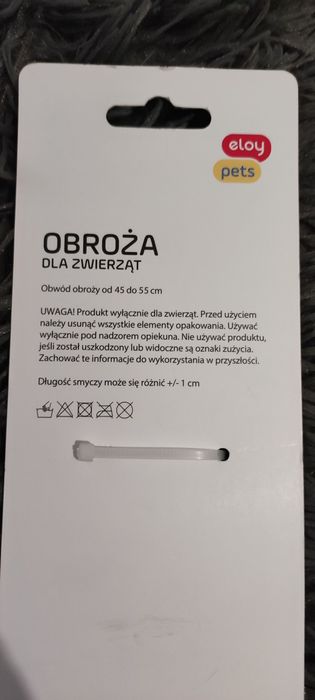 eloy
pets
OBROŻA
DLA ZWIERZĄT
Obwód obroży od 45 do 55 cm
UWAGA! Produkt wyłącznie dla zwierząt. Przed użyciem
należy usunąć wszystkie elementy opakowania. Używać
wyłącznie pod nadzorem opiekuna. Nie używać produktu,
jeśli został uszkodzony lub widoczne są oznaki zużycia.
Zachować te informacje do wykorzystania w przyszłości.
Długość smyczy może się różnić +/- 1 cm